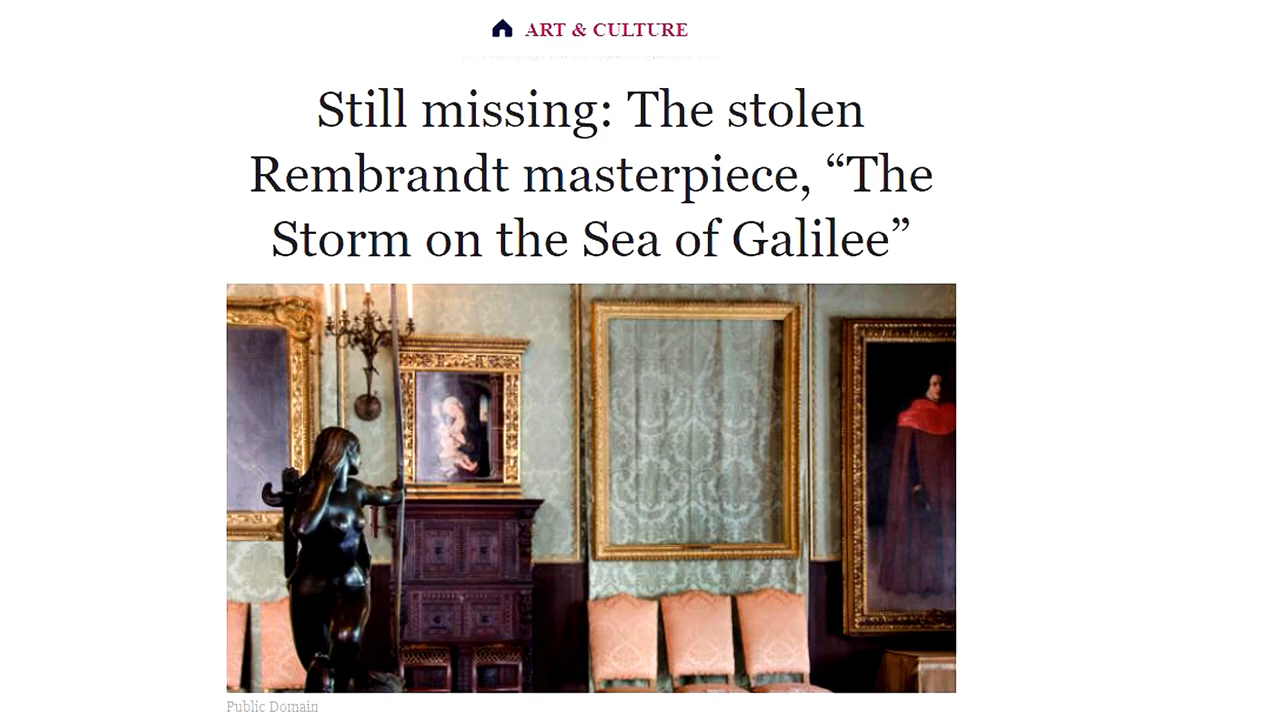 ART & CULTURE
Still missing: The stolen
Rembrandt masterpiece, “The
Storm on the Sea of Galilee”
Public Domain